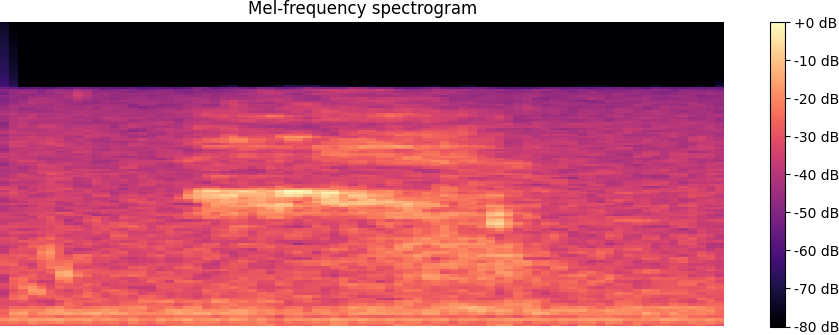 Mel-frequency spectrogram
+0 dB
-10 dB
-20 dB
-30 dB
-40 dB
-50 dB
-60 dB
-70 dB
-80 dB